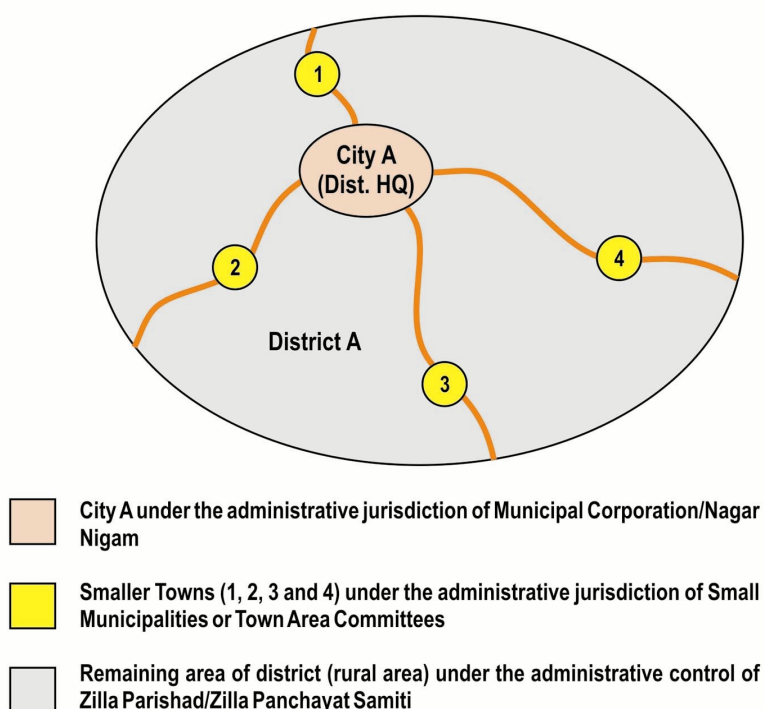 1
City A
(Dist. HQ)
2
4
District A
3
City A under the administrative jurisdiction of Municipal Corporation/Nagar
Nigam
Smaller Towns (1, 2, 3 and 4) under the administrative jurisdiction of Small
Municipalities or Town Area Committees
Remaining area of district (rural area) under the administrative control of
Zilla Parishad/Zilla Panchayat Samiti